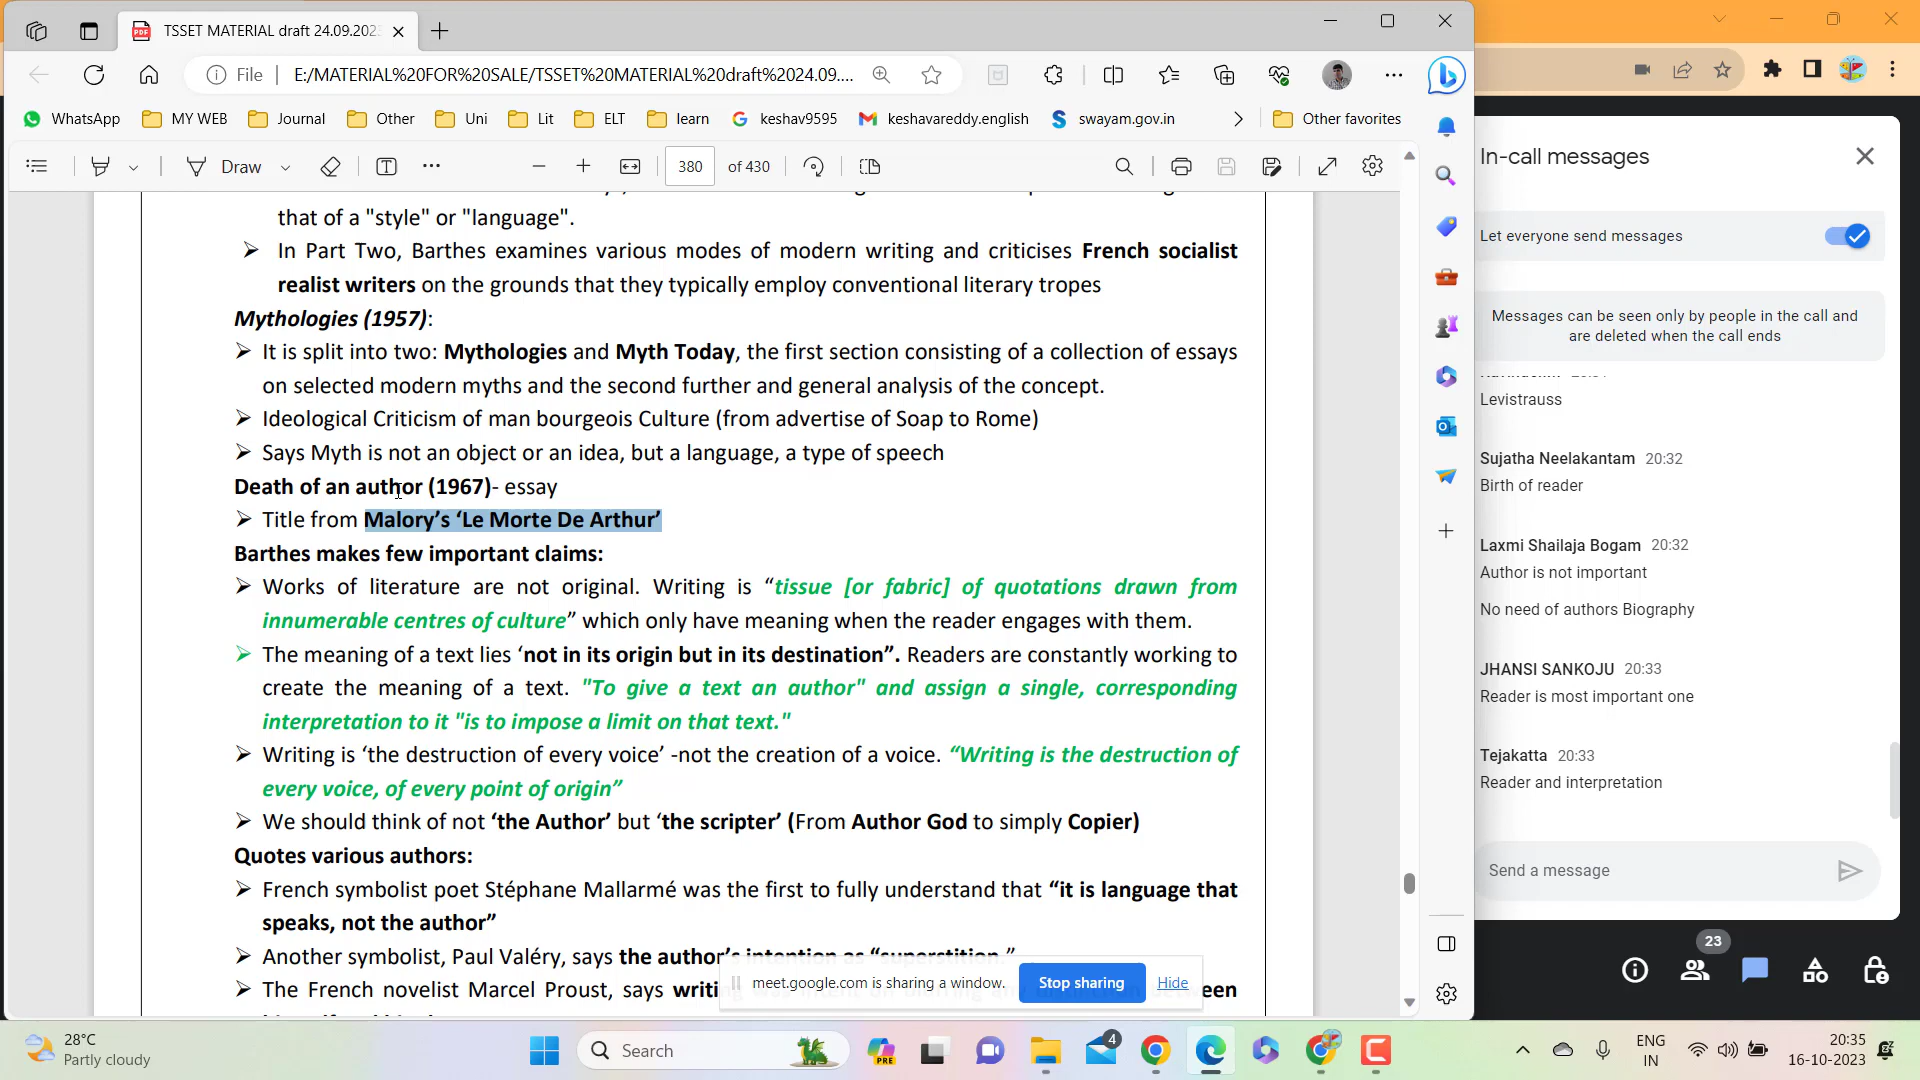 TSSET MATERIAL draft 24.09.202
File
E:/MATERIAL%20FOR%20SALE/TSSET%20MATERIAL%20draft%2024.09....
WhatsApp
MY WEB
Journal
Other
Uni
Lit
ELT
learn
keshav9595
keshavareddy.english
swayam.gov.in
Other favorites
Draw
380
of 430
that of a "style" or "language".
➢ In Part Two, Barthes examines various modes of modern writing and criticises French socialist
realist writers on the grounds that they typically employ conventional literary tropes
Mythologies (1957):
➢ It is split into two: Mythologies and Myth Today, the first section consisting of a collection of essays
on selected modern myths and the second further and general analysis of the concept.
➢ Ideological Criticism of man bourgeois Culture (from advertise of Soap to Rome)
➢ Says Myth is not an object or an idea, but a language, a type of speech
Death of an author (1967)- essay
➢ Title from Malory’s ‘Le Morte De Arthur’
Barthes makes few important claims:
➢ Works of literature are not original. Writing is “tissue [or fabric] of quotations drawn from
innumerable centres of culture” which only have meaning when the reader engages with them.
➢ The meaning of a text lies ‘not in its origin but in its destination”. Readers are constantly working to
create the meaning of a text. "To give a text an author" and assign a single, corresponding
interpretation to it "is to impose a limit on that text."
➢ Writing is ‘the destruction of every voice’ -not the creation of a voice. “Writing is the destruction of
every voice, of every point of origin”
➢ We should think of not ‘the Author’ but ‘the scripter’ (From Author God to simply Copier)
Quotes various authors:
➢ French symbolist poet Stéphane Mallarmé was the first to fully understand that “it is language that
speaks, not the author”
➢ Another symbolist, Paul Valéry, says the author’s intention as “superstition.”
➢ The French novelist Marcel Proust, says
meet.google.com is sharing a window.
Stop sharing
Hide
In-call messages
Let everyone send messages
Messages can be seen only by people in the call and
are deleted when the call ends
Levistrauss
Sujatha Neelakantam 20:32
Birth of reader
Laxmi Shailaja Bogam 20:32
Author is not important
No need of authors Biography
JHANSI SANKOJU 20:33
Reader is most important one
Tejakatta 20:33
Reader and interpretation
Send a message
23
28°C
Partly cloudy
Search
PRE
4
ENG
IN
20:35
16-10-2023